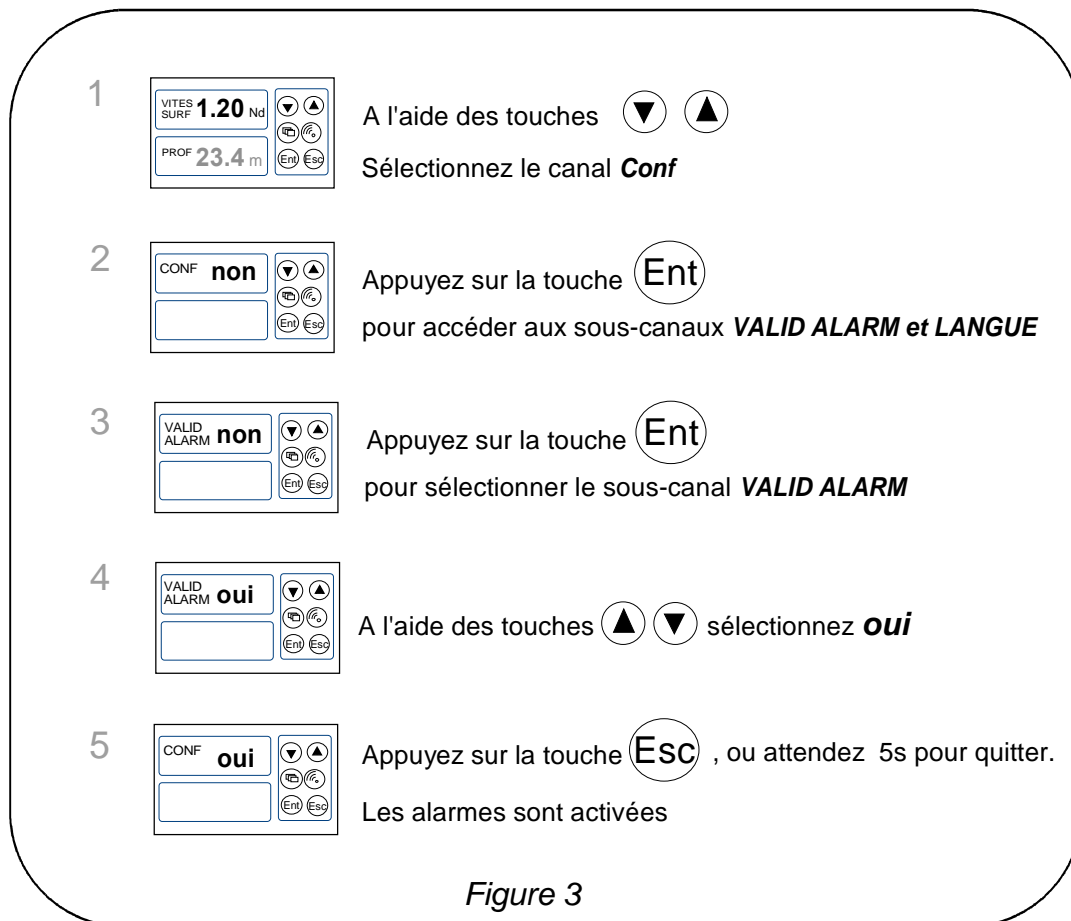 1
VITES
SURF 1.20 Nd
PROF 23.4 m
Ent Esc
A l'aide des touches
Sélectionnez le canal Conf
2
CONF non
Ent Esc
Appuyez sur la touche Ent
pour accéder aux sous-canaux VALID ALARM et LANGUE
3
VALID
ALARM non
Ent Esc
Appuyez sur la touche Ent
pour sélectionner le sous-canal VALID ALARM
4
VALID
ALARM oui
Ent Esc
A l'aide des touches sélectionnez oui
5
CONF oui
Ent Esc
Appuyez sur la touche Esc , ou attendez 5s pour quitter.
Les alarmes sont activées
Figure 3